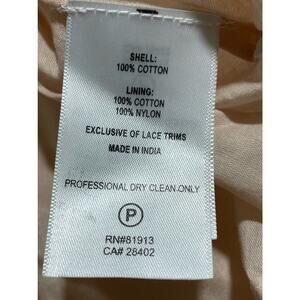 SHELL:
100% COTTON
LINING:
100% COTTON
100% NYLON
EXCLUSIVE OF LACE TRIMS
MADE IN INDIA
PROFESSIONAL DRY CLEAN ONLY
P
RN#81913
CA# 28402